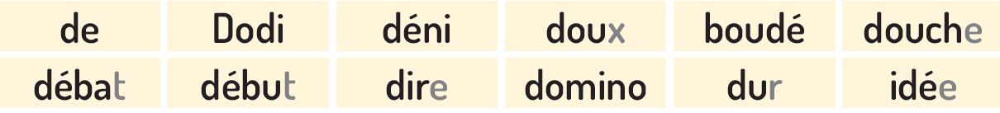 de Dodi déni doux boudé douche
débat début dire domino dur idée